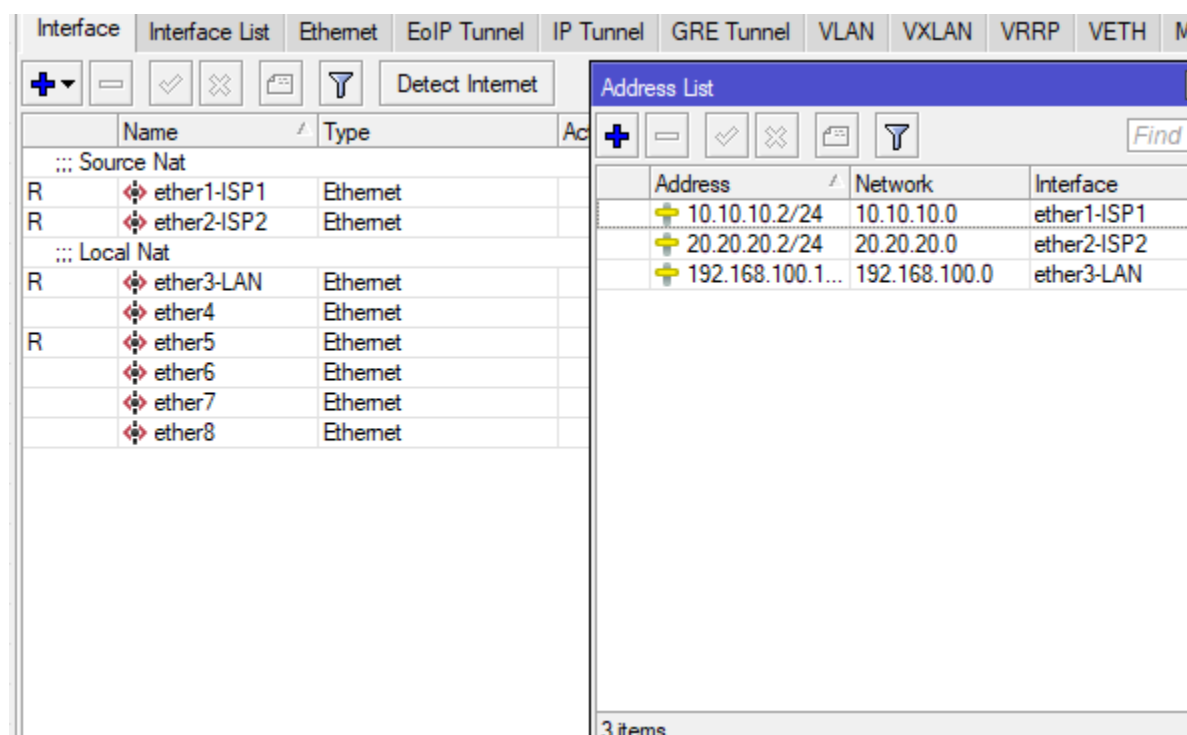 Interface Interface List Ethernet EoIP Tunnel IP Tunnel GRE Tunnel VLAN VXLAN VRRP VETH M
Detect Internet
Name Type Ac
;;; Source Nat
R ether1-ISP1 Ethernet
R ether2-ISP2 Ethernet
;;; Local Nat
R ether3-LAN Ethernet
ether4 Ethernet
R ether5 Ethernet
ether6 Ethernet
ether7 Ethernet
ether8 Ethernet
Address List
Find
Address Network Interface
10.10.10.2/24 10.10.10.0 ether1-ISP1
20.20.20.2/24 20.20.20.0 ether2-ISP2
192.168.100.1... 192.168.100.0 ether3-LAN
3 items